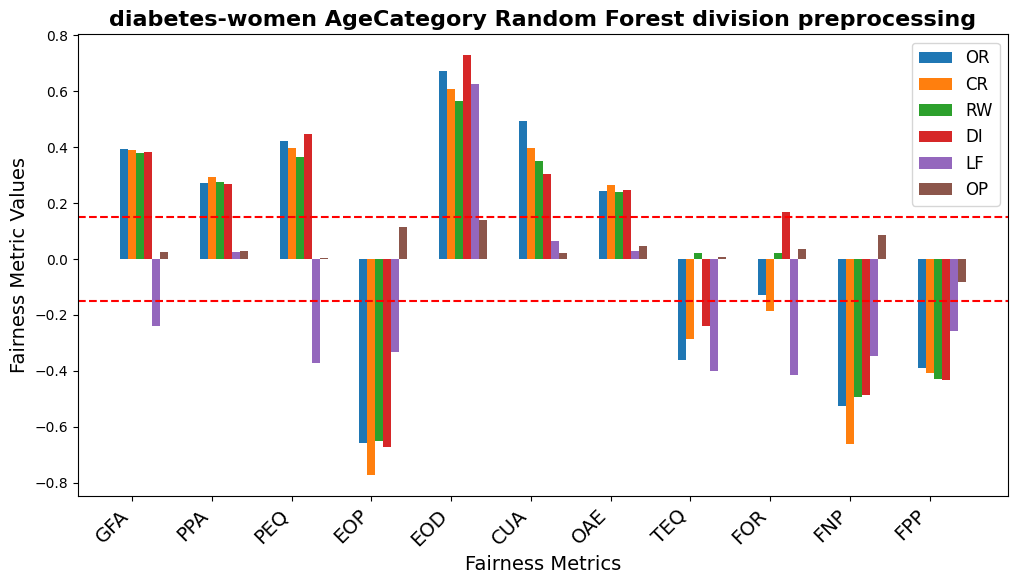 diabetes-women AgeCategory Random Forest division preprocessing
Fairness Metric Values
0.8
0.6
0.4
0.2
0.0
−0.2
−0.4
−0.6
−0.8
OR
CR
RW
DI
LF
OP
GFA
PPA
PEQ
EOP
EOD
CUA
OAE
TEQ
FOR
FNP
FPP
Fairness Metrics